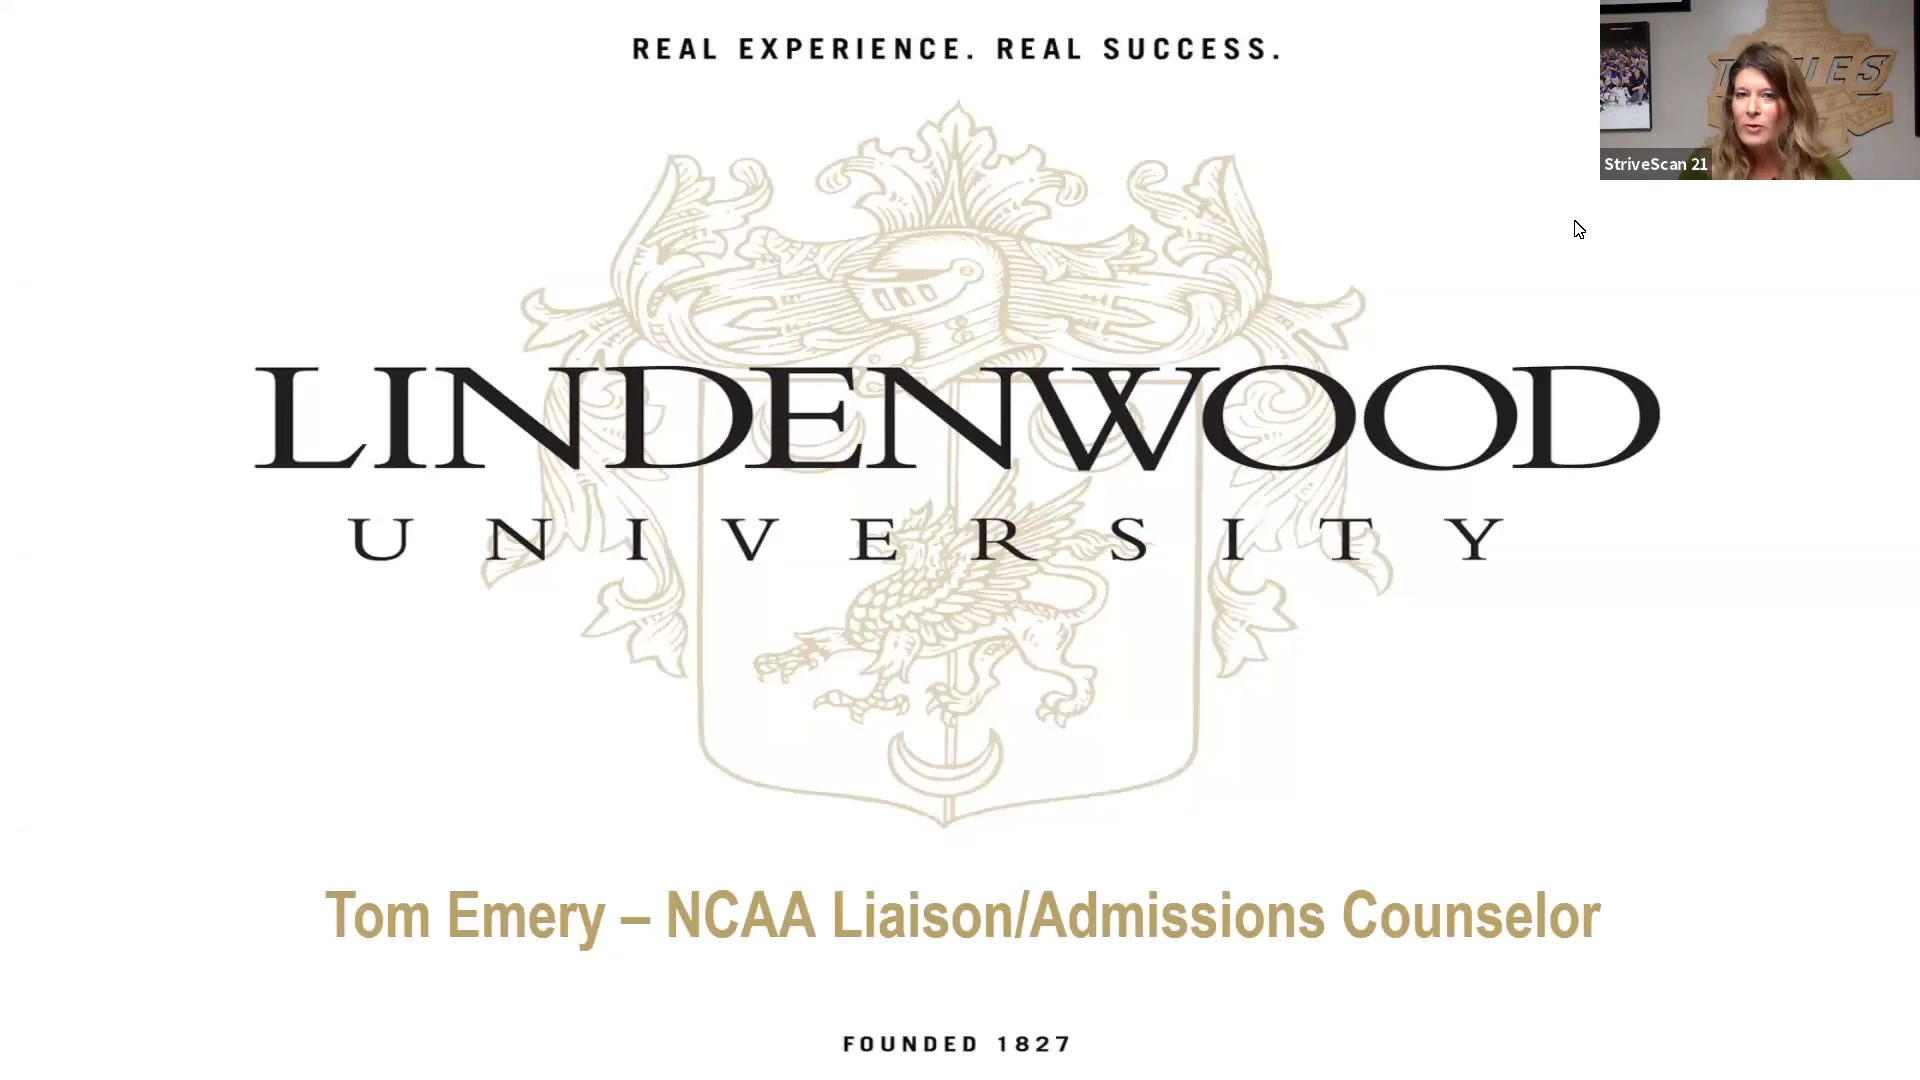 REAL EXPERIENCE. REAL SUCCESS.
StriveScan 21
LINDENWOOD
UNIVERSITY
Tom Emery – NCAA Liaison/Admissions Counselor
FOUNDED 1827